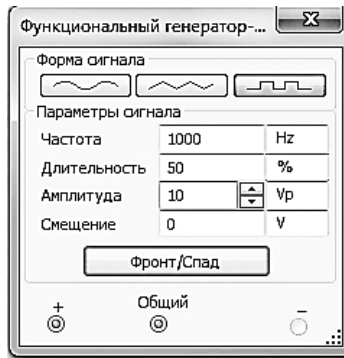 Функциональный генератор-...
Форма сигнала
Параметры сигнала
Частота 1000 Hz
Длительность 50 %
Амплитуда 10 Vp
Смещение 0 V
Фронт/Спад
+ Общий −